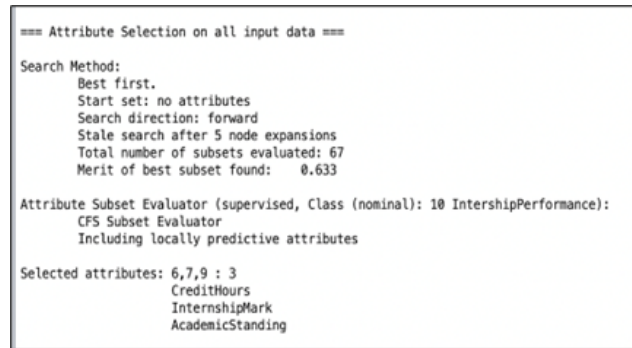 === Attribute Selection on all input data ===
Search Method:
Best first.
Start set: no attributes
Search direction: forward
Stale search after 5 node expansions
Total number of subsets evaluated: 67
Merit of best subset found: 0.633
Attribute Subset Evaluator (supervised, Class (nominal): 10 IntershipPerformance):
CFS Subset Evaluator
Including locally predictive attributes
Selected attributes: 6,7,9 : 3
CreditHours
InternshipMark
AcademicStanding